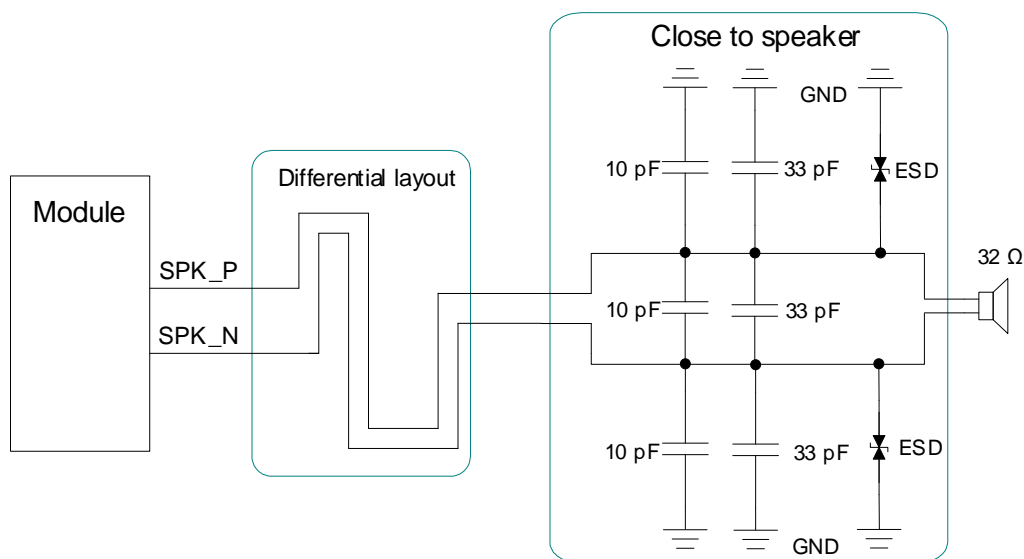 Close to speaker
GND
10 pF
33 pF
ESD
Differential layout
Module
SPK_P
32 Ω
10 pF
33 pF
SPK_N
10 pF
33 pF
ESD
GND